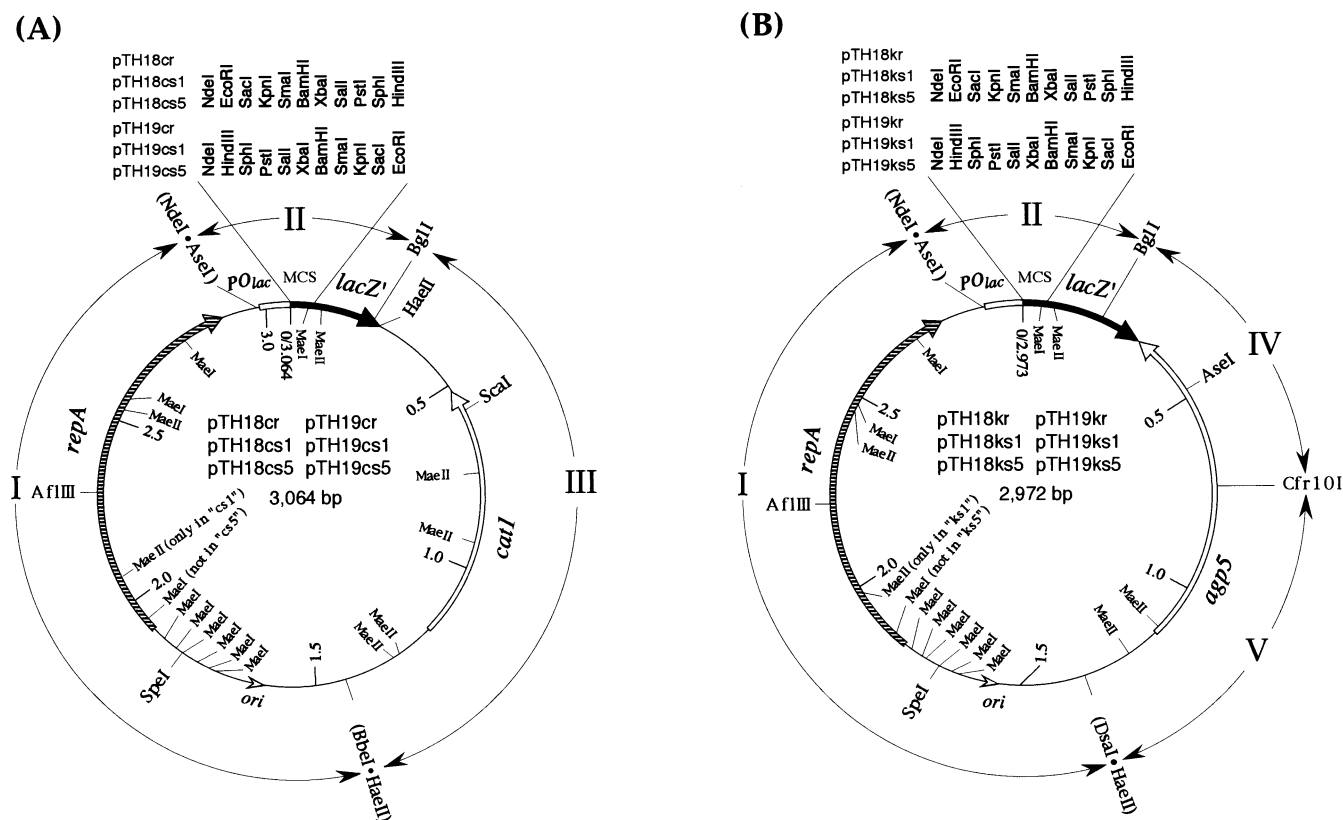 (A)
pTH18cr
pTH18cs1
pTH18cs5
NdeI EcoRI SacI KpnI SmaI BamHI XbaI SalI PstI SphI HindIII
pTH19cr
pTH19cs1
pTH19cs5
NdeI HindIII SphI PstI SalI XbaI BamHI SmaI KpnI SacI EcoRI
(NdeI•AseI)
II
BglI
POlac
MCS
lacZ'
HaeII
3.0
0/3.064
MaeI
MaeII
ScaI
0.5
MaeI
MaeI
MaeII
2.5
repA
pTH18cr pTH19cr
pTH18cs1 pTH19cs1
pTH18cs5 pTH19cs5
3,064 bp
I
AflIII
MaeII
III
MaeII
cat1
1.0
MaeII (only in "cs1")
2.0
MaeI (not in "cs5")
MaeI
MaeI
MaeI
MaeI
MaeI
SpeI
ori
1.5
MaeII
MaeII
(BbeI•HaeII)
(B)
pTH18kr
pTH18ks1
pTH18ks5
NdeI EcoRI SacI KpnI SmaI BamHI XbaI SalI PstI SphI HindIII
pTH19kr
pTH19ks1
pTH19ks5
NdeI HindIII SphI PstI SalI XbaI BamHI SmaI KpnI SacI EcoRI
(NdeI•AseI)
II
BglI
POlac
MCS
lacZ'
0/2.973
MaeI
MaeII
IV
AseI
0.5
MaeI
2.5
MaeI
MaeII
repA
pTH18kr pTH19kr
pTH18ks1 pTH19ks1
pTH18ks5 pTH19ks5
2,972 bp
I
AflIII
Cfr10I
agp5
1.0
MaeII
MaeII
V
2.0
MaeII (only in "ks1")
MaeI (not in "ks5")
MaeI
MaeI
MaeI
MaeI
MaeI
SpeI
ori
1.5
(DsaI•HaeII)